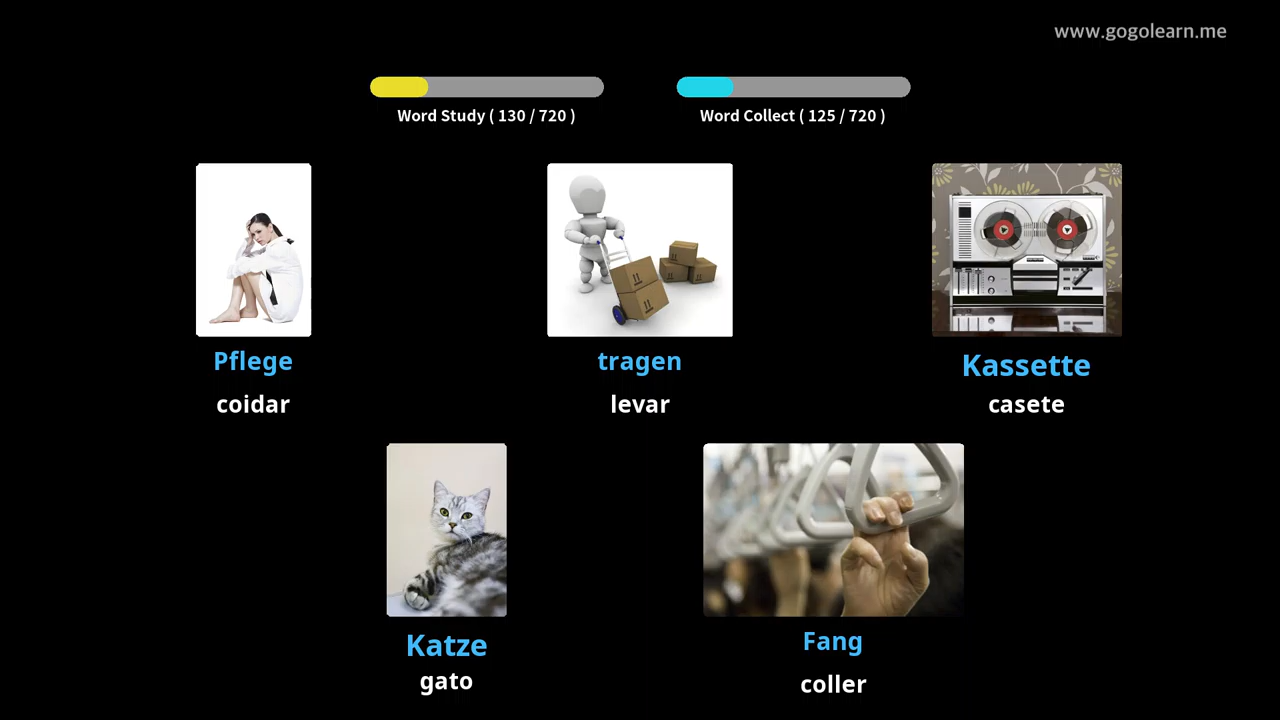 www.gogolearn.me
Word Study ( 130 / 720 )
Word Collect ( 125 / 720 )
Pflege
coidar
tragen
levar
Kassette
casete
Katze
gato
Fang
coller